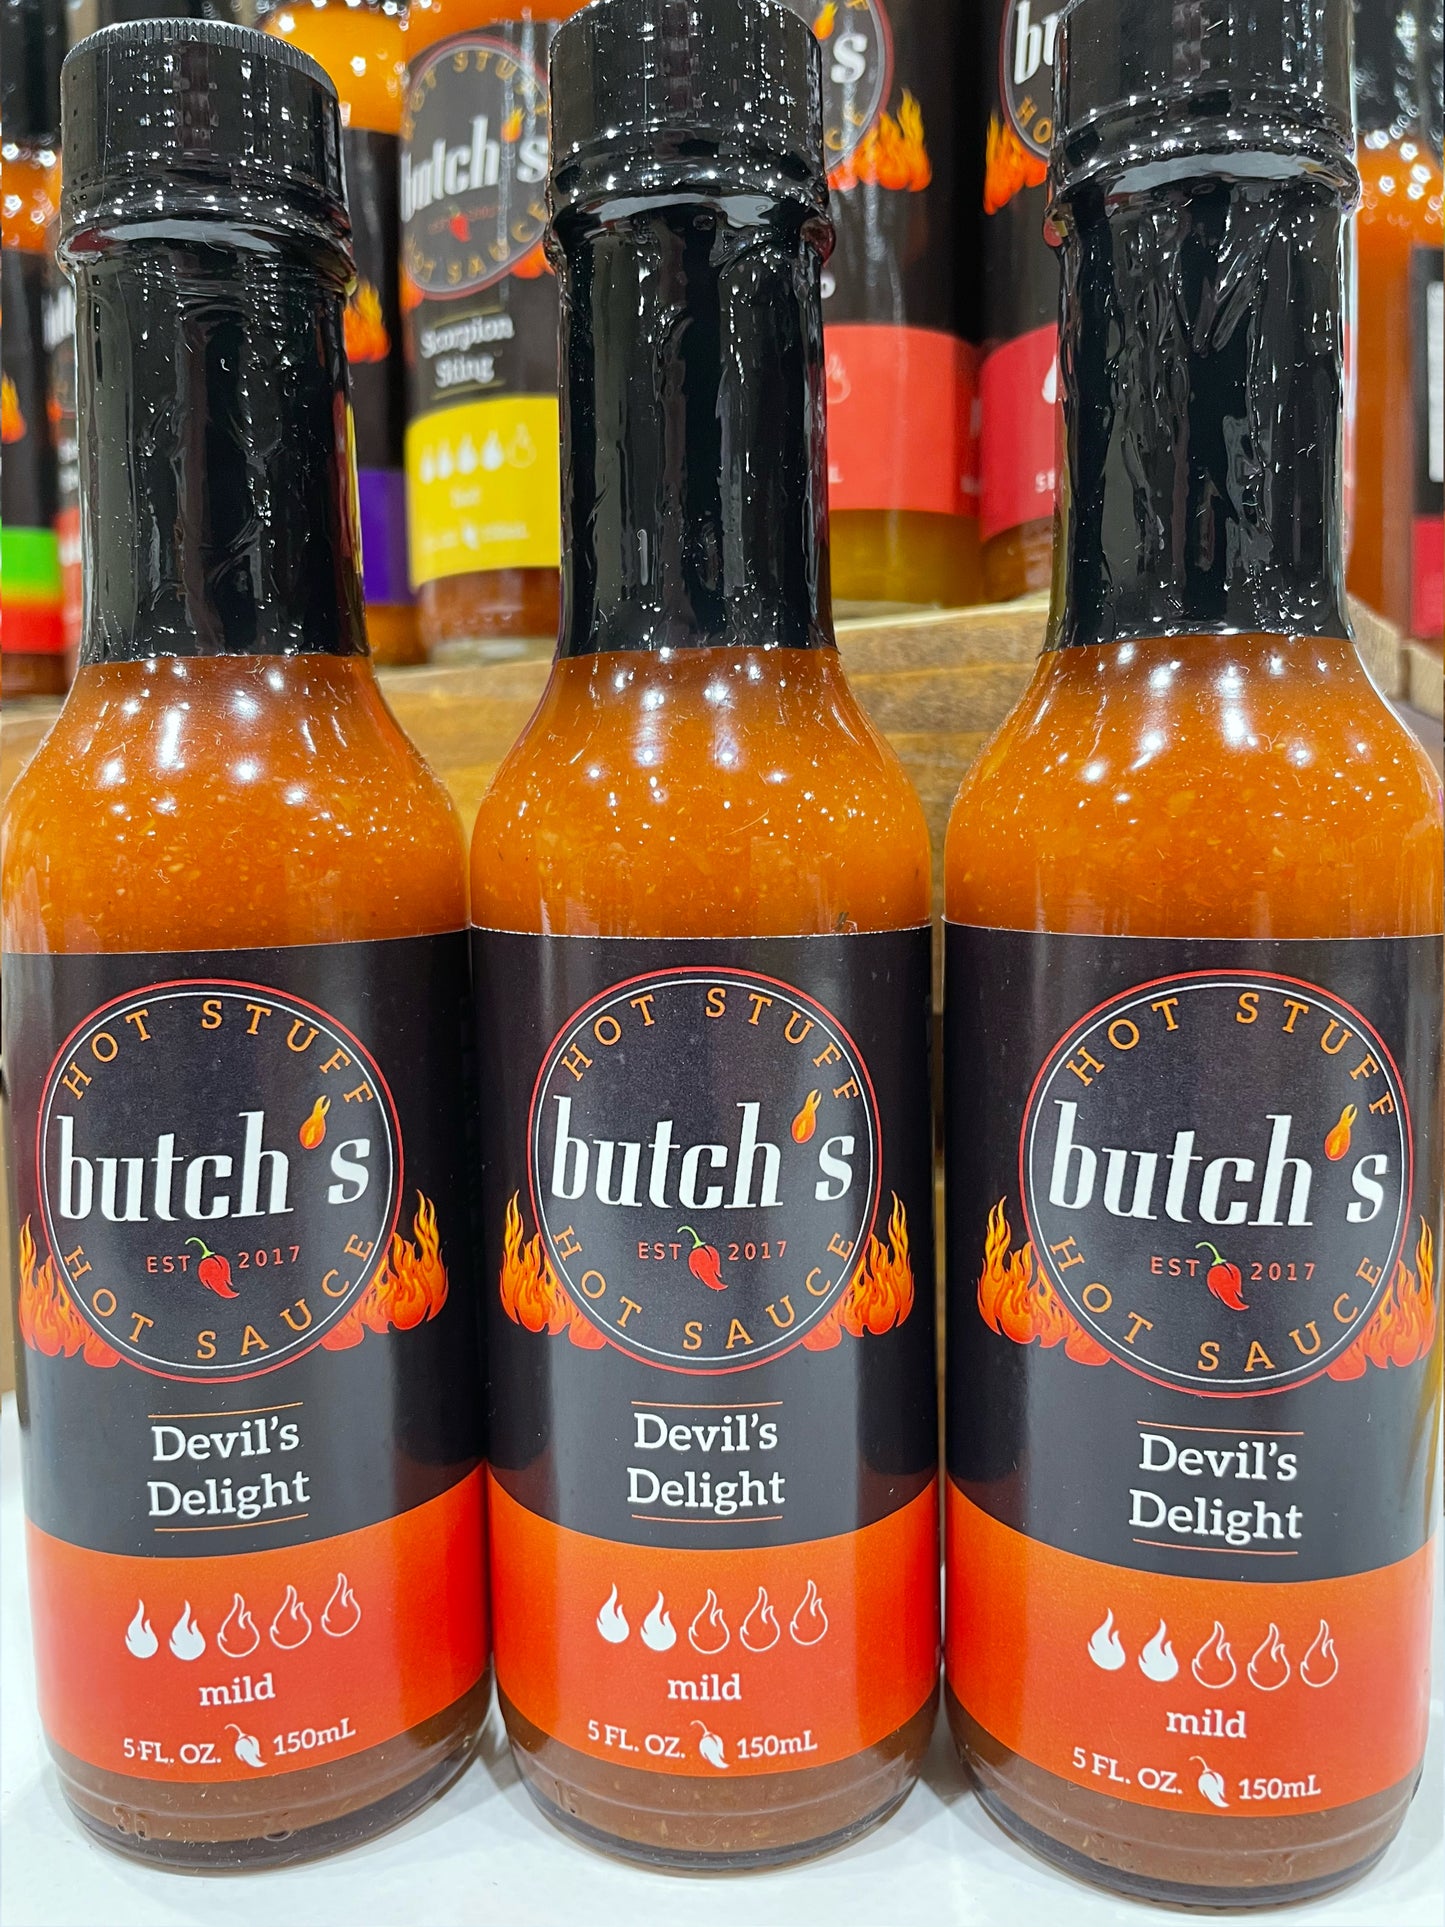 HOT STUFF
butch's
EST 2017
HOT SAUCE
Devil's
Delight
mild
5 FL. OZ. 150mL
HOT STUFF
butch's
EST 2017
HOT SAUCE
Devil's
Delight
mild
5 FL. OZ. 150mL
HOT STUFF
butch's
EST 2017
HOT SAUCE
Devil's
Delight
mild
5 FL. OZ. 150mL
HOT STUFF
butch's
HOT SAUCE
Scorpion
Sting